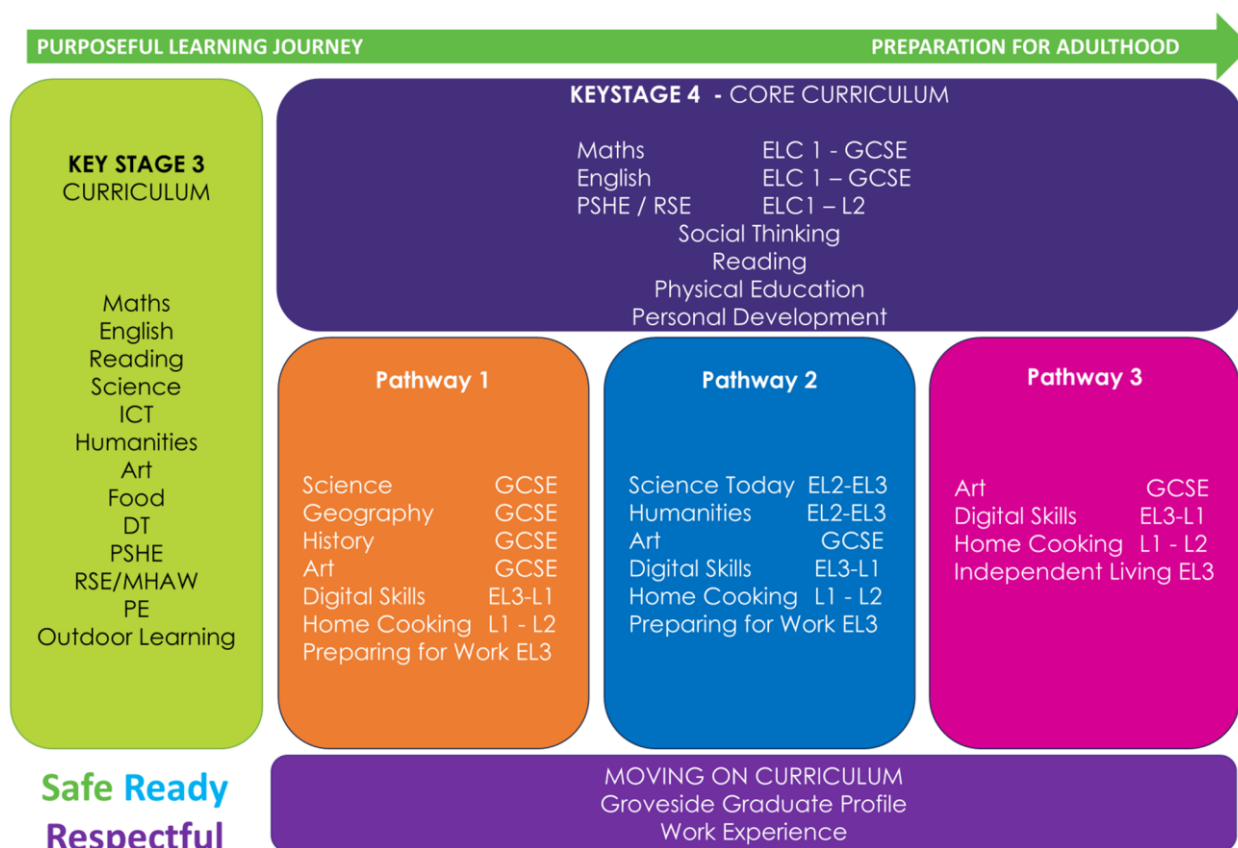 PURPOSEFUL LEARNING JOURNEY PREPARATION FOR ADULTHOOD
KEY STAGE 3
CURRICULUM
Maths
English
Reading
Science
ICT
Humanities
Art
Food
DT
PSHE
RSE/MHAW
PE
Outdoor Learning
KEYSTAGE 4 - CORE CURRICULUM
Maths ELC 1 - GCSE
English ELC 1 – GCSE
PSHE / RSE ELC1 – L2
Social Thinking
Reading
Physical Education
Personal Development
Pathway 1
Science GCSE
Geography GCSE
History GCSE
Art GCSE
Digital Skills EL3-L1
Home Cooking L1 - L2
Preparing for Work EL3
Pathway 2
Science Today EL2-EL3
Humanities EL2-EL3
Art GCSE
Digital Skills EL3-L1
Home Cooking L1 - L2
Preparing for Work EL3
Pathway 3
Art GCSE
Digital Skills EL3-L1
Home Cooking L1 - L2
Independent Living EL3
Safe Ready
Respectful
MOVING ON CURRICULUM
Groveside Graduate Profile
Work Experience